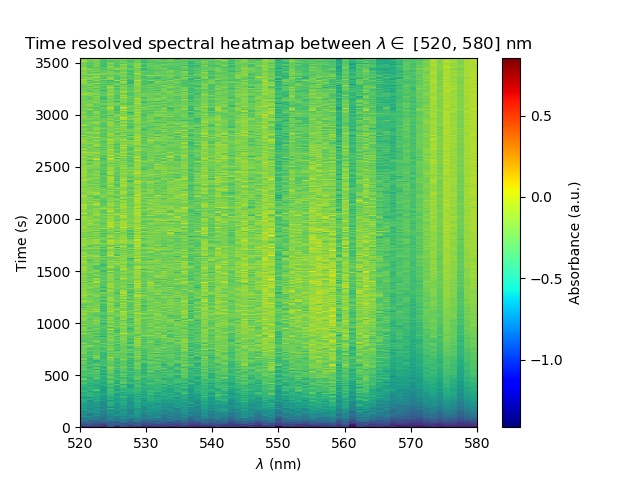 Time resolved spectral heatmap between λ ∈ [520, 580] nm
3500
3000
2500
2000
1500
1000
500
0
Time (s)
520 530 540 550 560 570 580
λ (nm)
0.5
0.0
−0.5
−1.0
Absorbance (a.u.)